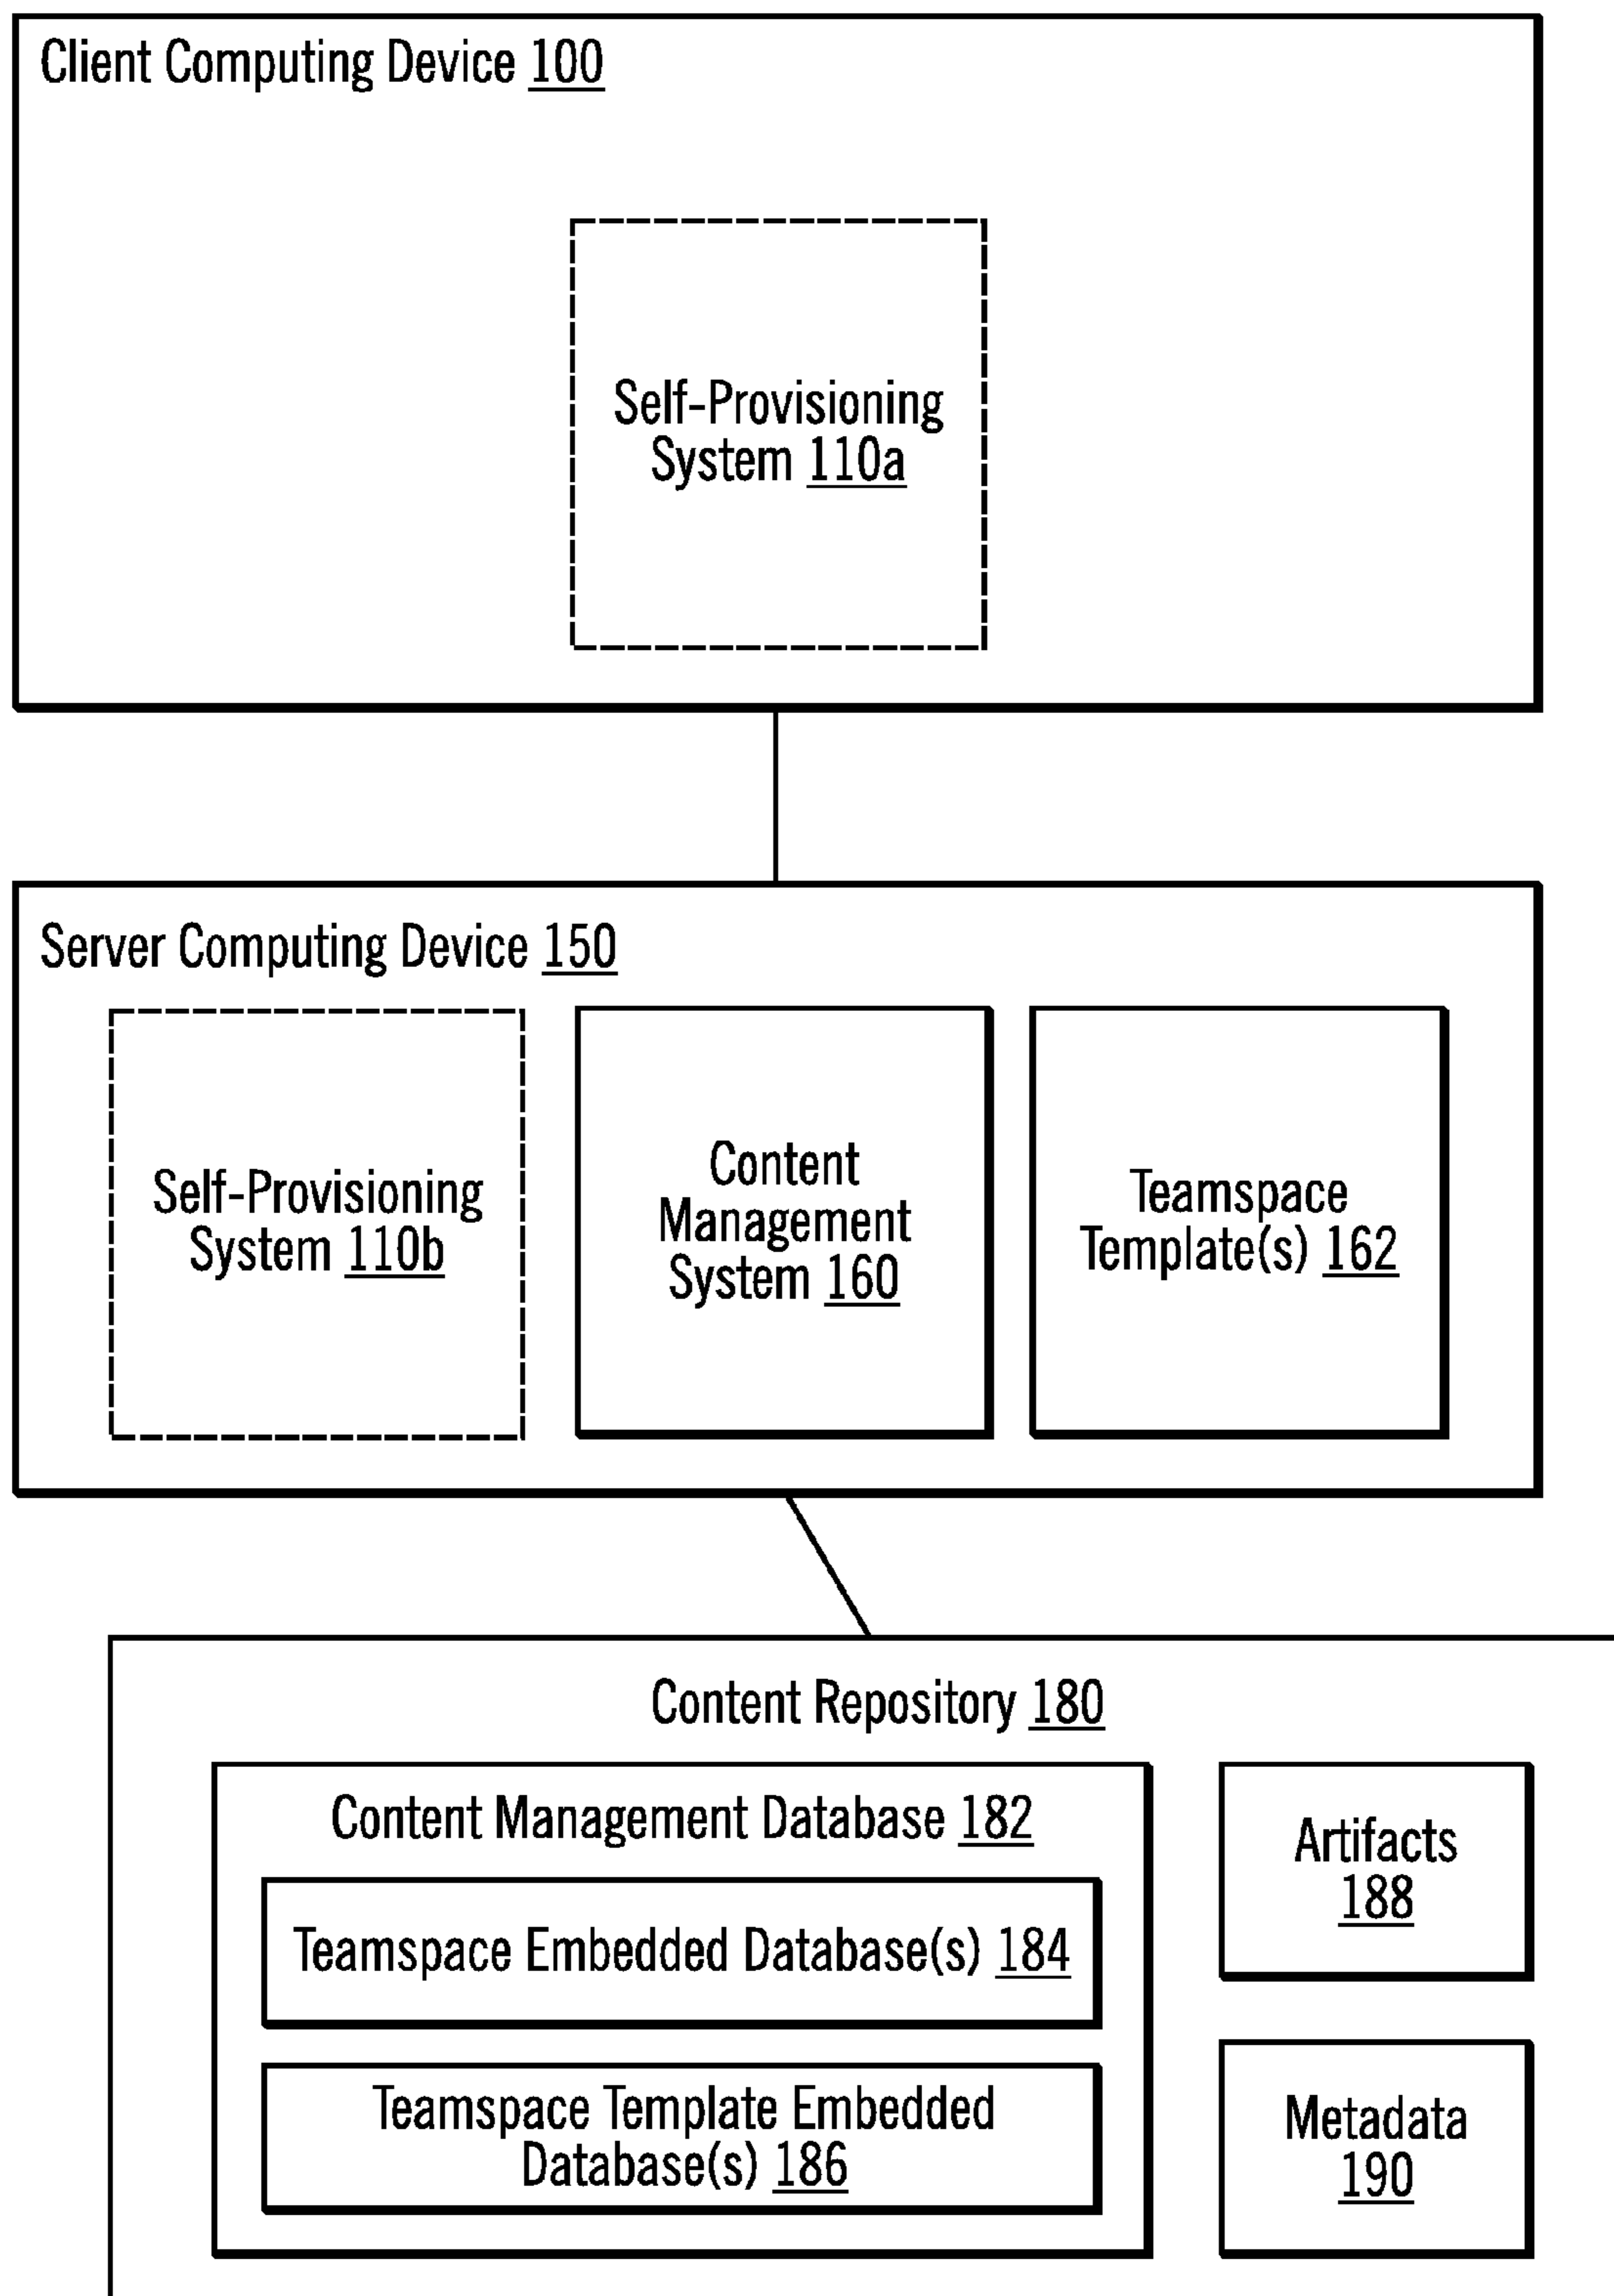 Client Computing Device 100
Self-Provisioning
System 110a
Server Computing Device 150
Self-Provisioning
System 110b
Content
Management
System 160
Teamspace
Template(s) 162
Content Repository 180
Content Management Database 182
Teamspace Embedded Database(s) 184
Teamspace Template Embedded
Database(s) 186
Artifacts
188
Metadata
190